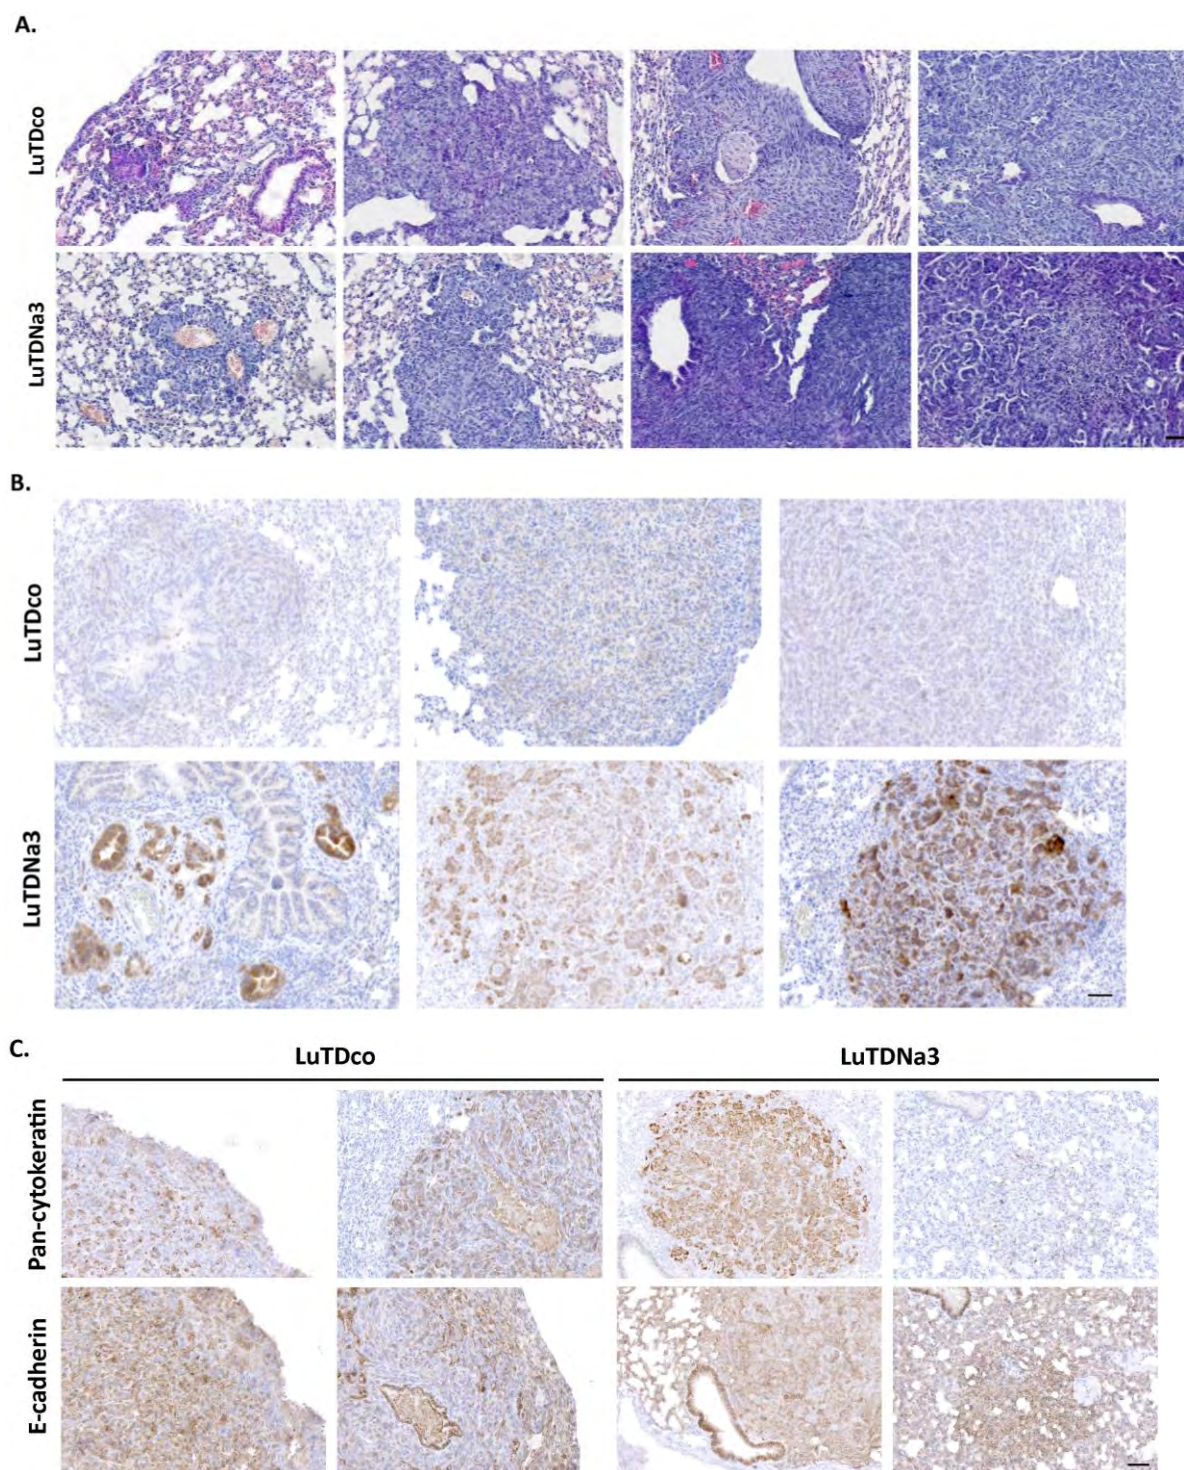 A.
LuTDco
LuTDNa3
B.
LuTDco
LuTDNa3
C.
LuTDco LuTDNa3
Pan-cytokeratin
E-cadherin